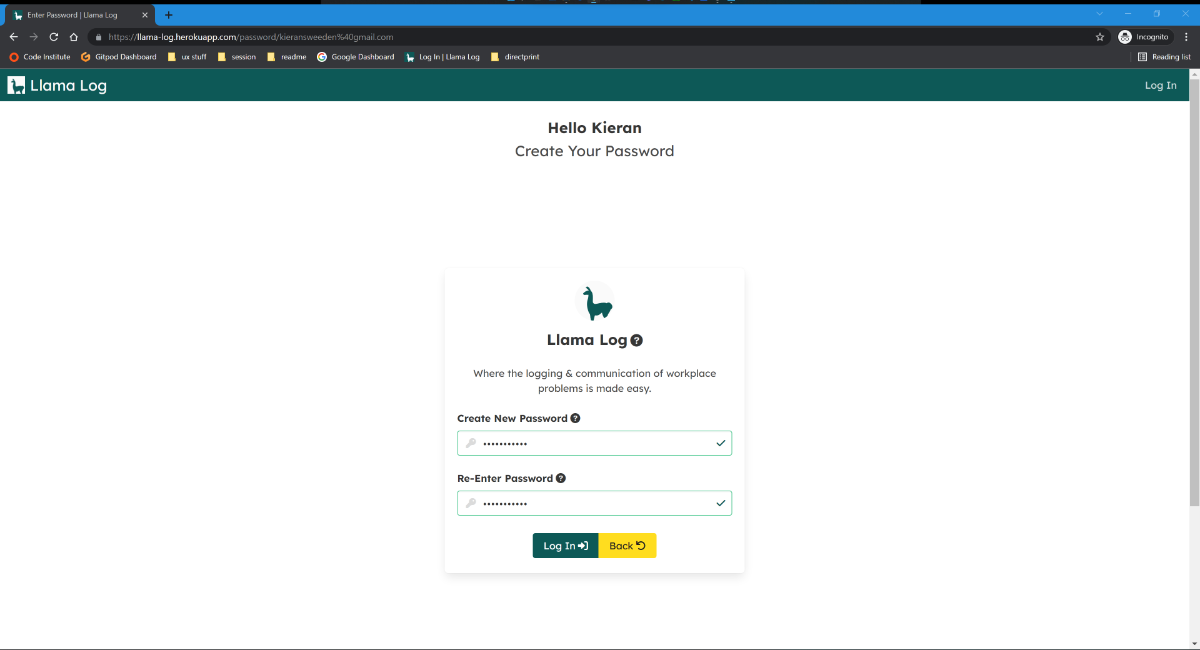 Enter Password | Llama Log
https://llama-log.herokuapp.com/password/kieransweeden%40gmail.com
Incognito
Code Institute
Gitpod Dashboard
ux stuff
session
readme
Google Dashboard
Log In | Llama Log
directprint
Reading list
Llama Log
Log In
Hello Kieran
Create Your Password
Llama Log
Where the logging & communication of workplace
problems is made easy.
Create New Password
Re-Enter Password
Log In
Back